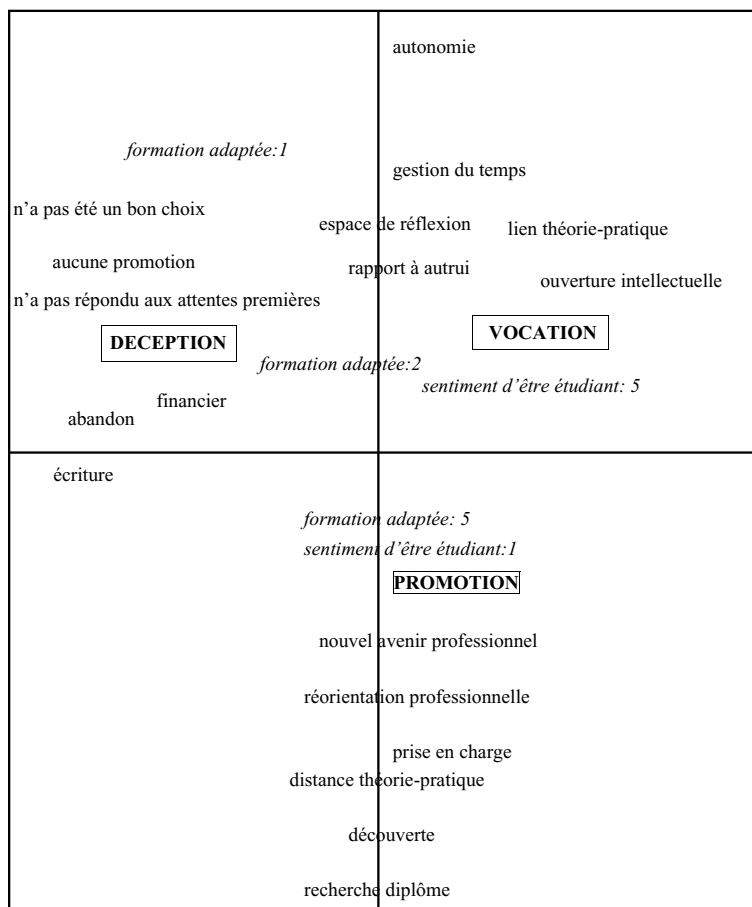 autonomie
formation adaptée:1
gestion du temps
n'a pas été un bon choix
espace de réflexion
lien théorie-pratique
aucune promotion
rapport à autrui
ouverture intellectuelle
n'a pas répondu aux attentes premières
DECEPTION
VOCATION
formation adaptée:2
sentiment d’être étudiant: 5
financier
abandon
écriture
formation adaptée: 5
sentiment d’être étudiant:1
PROMOTION
nouvel avenir professionnel
réorientation professionnelle
prise en charge
distance théorie-pratique
découverte
recherche diplôme